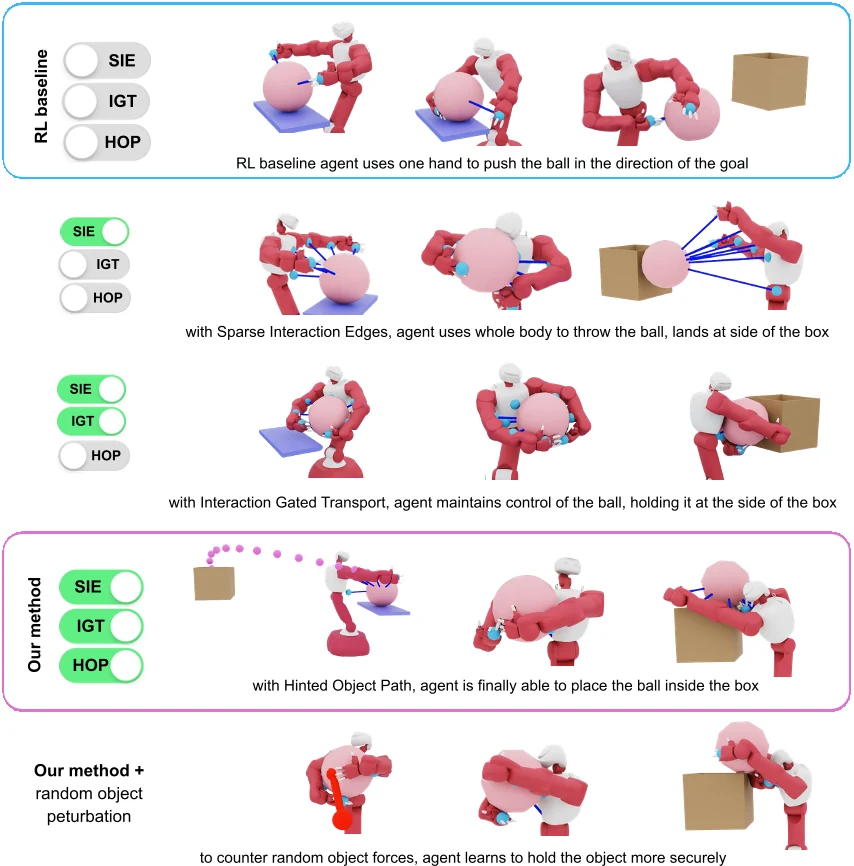 RL baseline
SIE
IGT
HOP
RL baseline agent uses one hand to push the ball in the direction of the goal
SIE
IGT
HOP
with Sparse Interaction Edges, agent uses whole body to throw the ball, lands at side of the box
SIE
IGT
HOP
with Interaction Gated Transport, agent maintains control of the ball, holding it at the side of the box
Our method
SIE
IGT
HOP
with Hinted Object Path, agent is finally able to place the ball inside the box
Our method +
random object
peturbation
to counter random object forces, agent learns to hold the object more securely